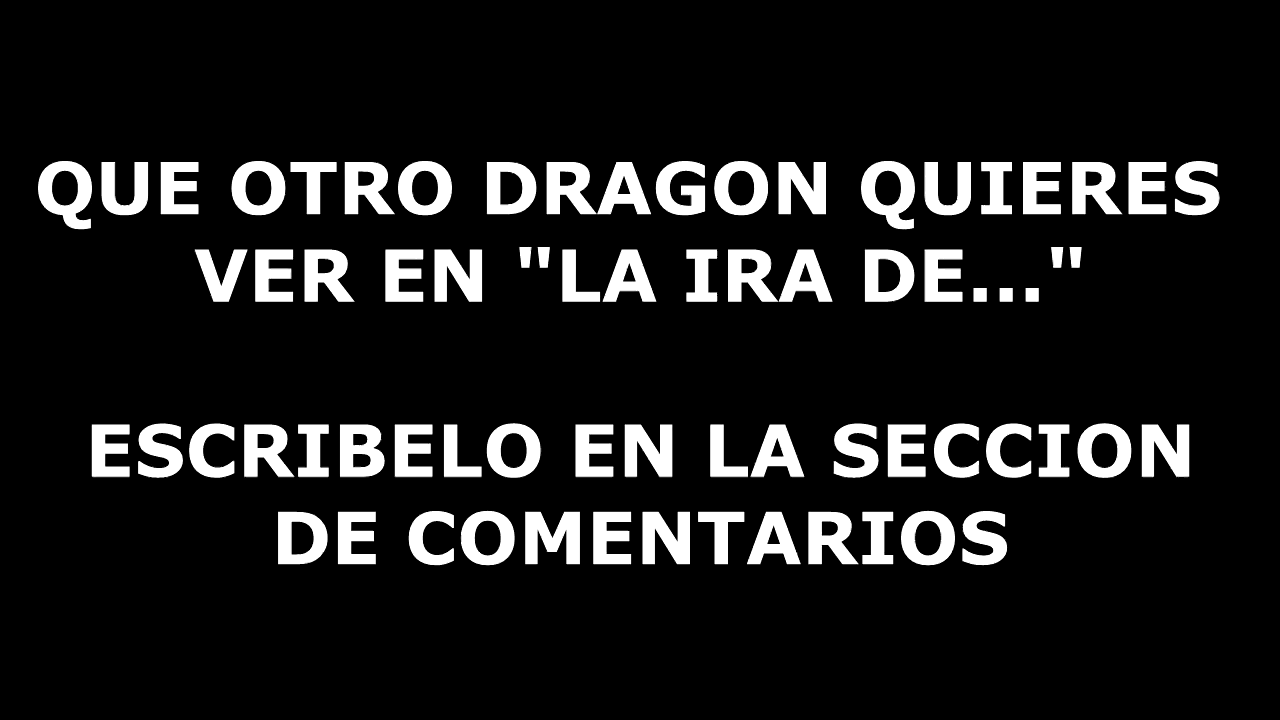 QUE OTRO DRAGON QUIERES
VER EN "LA IRA DE..."
ESCRIBELO EN LA SECCION
DE COMENTARIOS